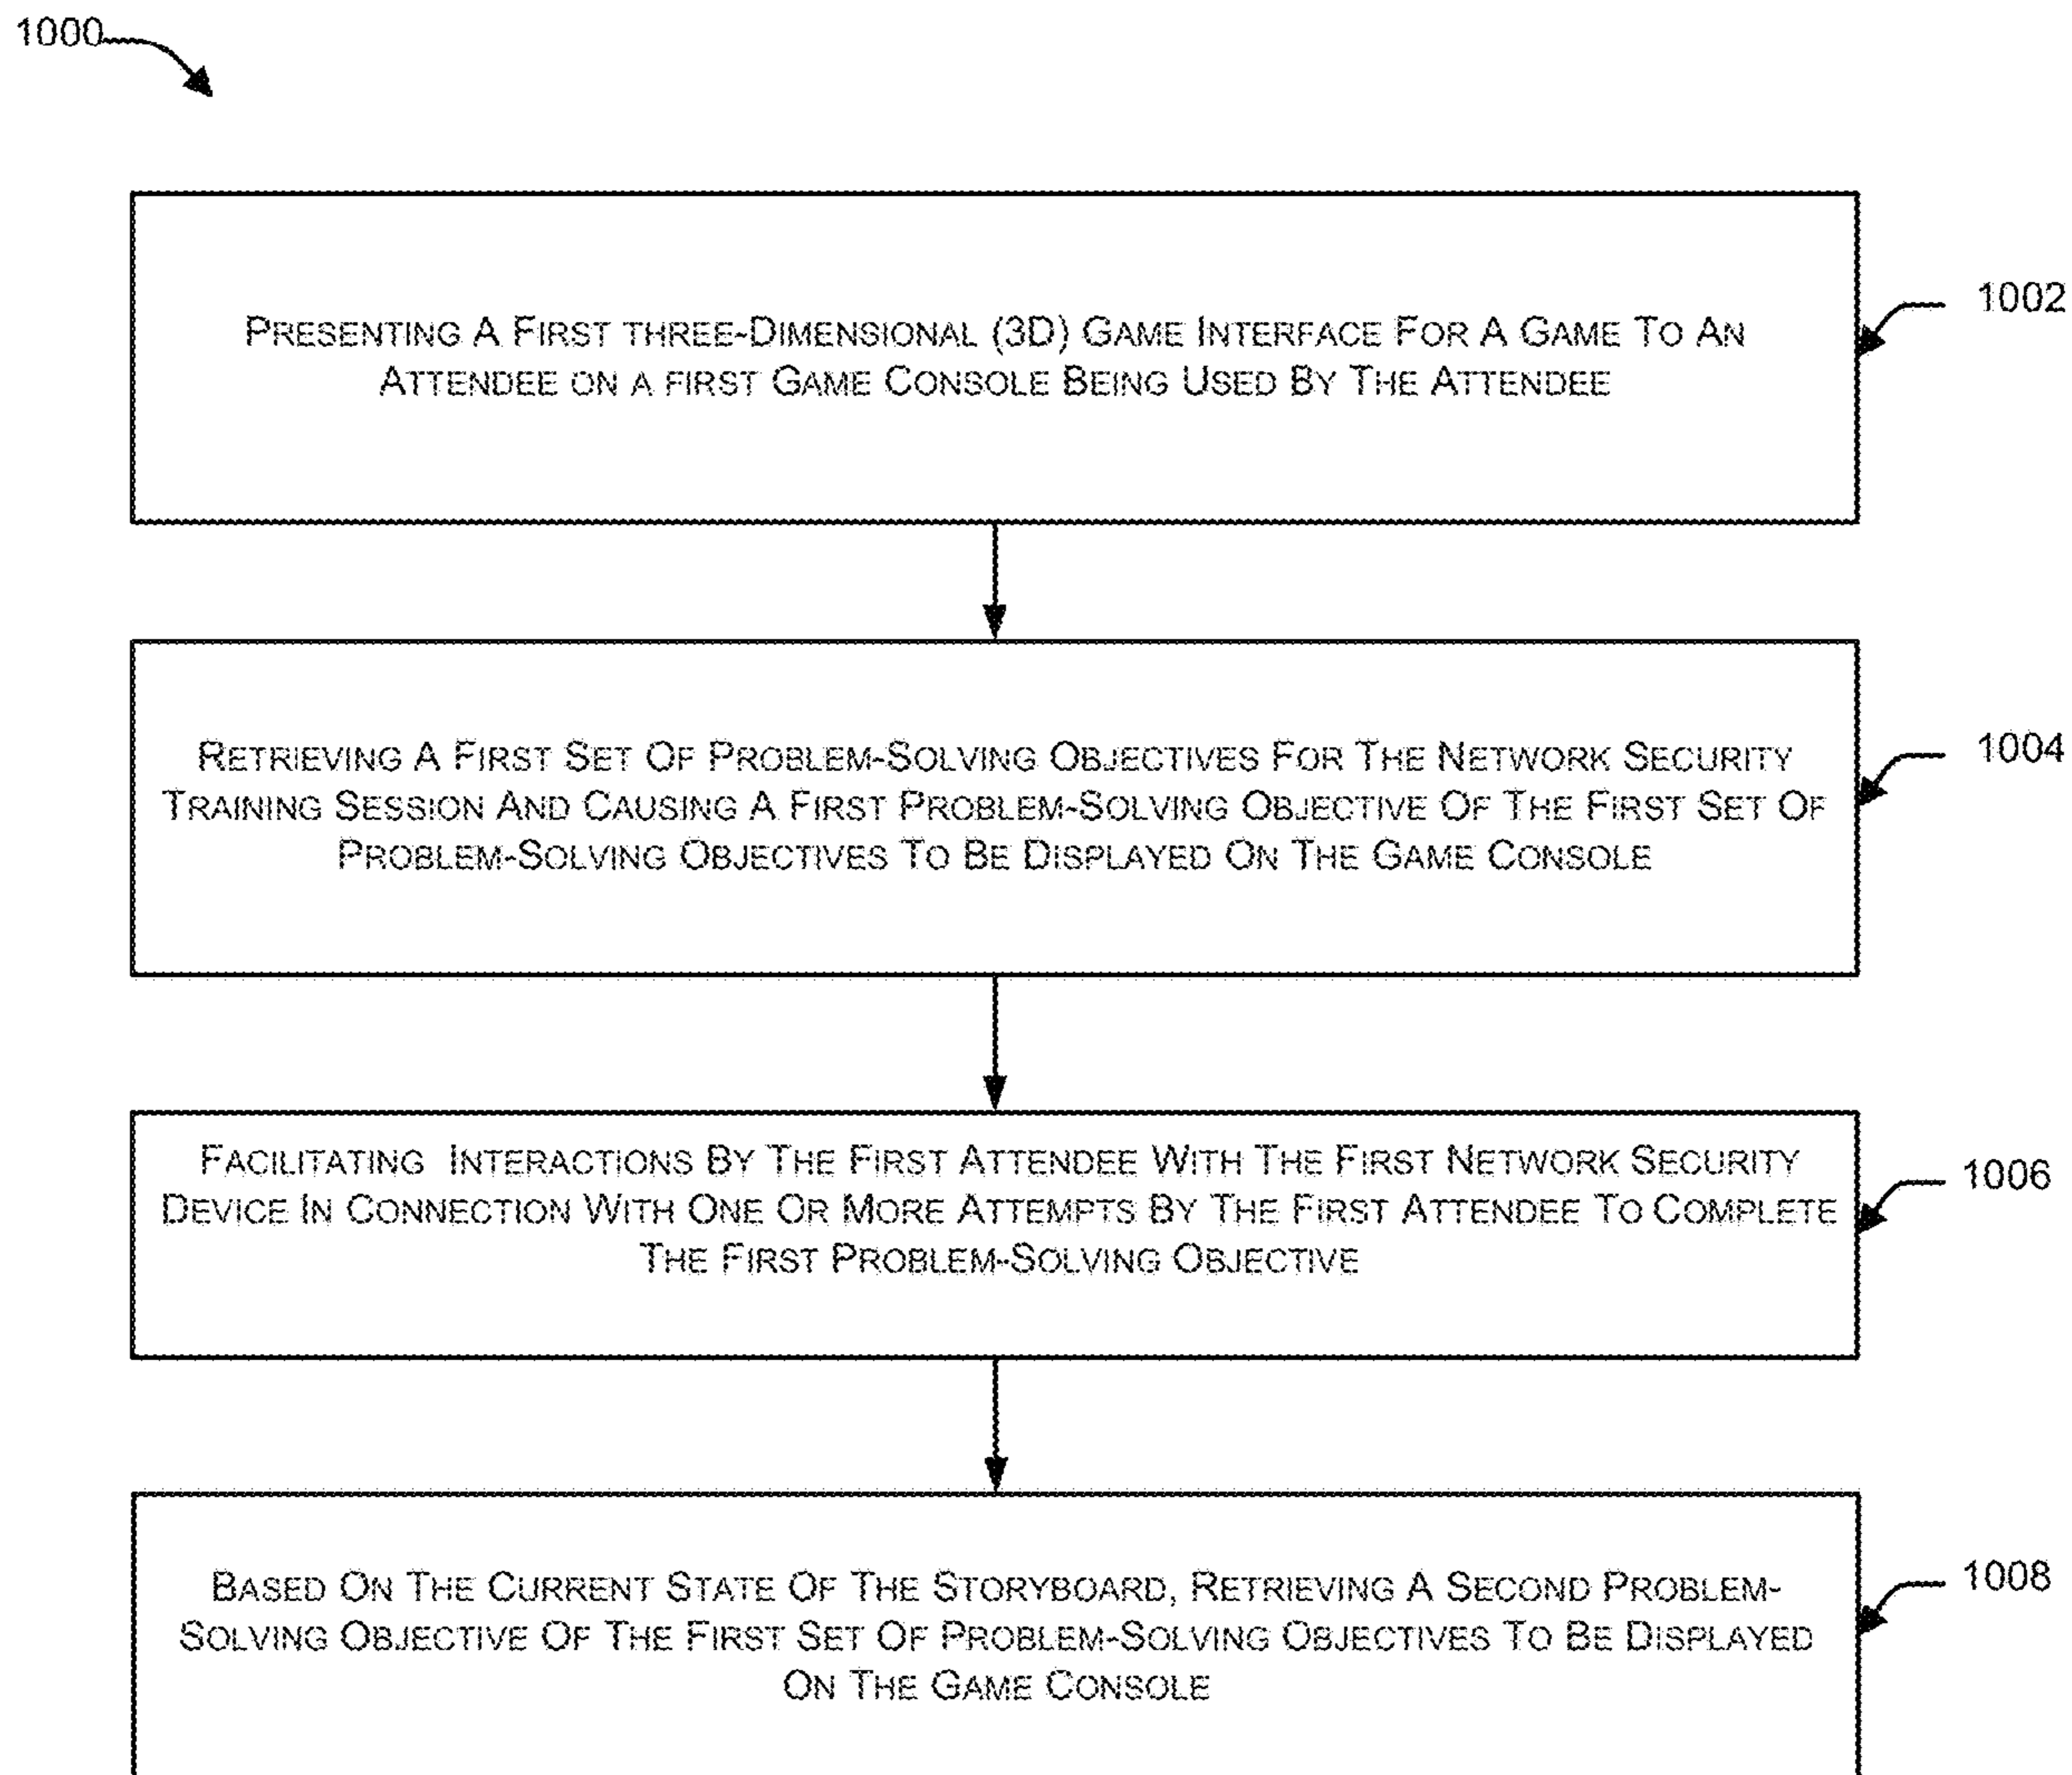 1000
PRESENTING A FIRST THREE-DIMENSIONAL (3D) GAME INTERFACE FOR A GAME TO AN
ATTENDEE ON A FIRST GAME CONSOLE BEING USED BY THE ATTENDEE
1002
RETRIEVING A FIRST SET OF PROBLEM-SOLVING OBJECTIVES FOR THE NETWORK SECURITY
TRAINING SESSION AND CAUSING A FIRST PROBLEM-SOLVING OBJECTIVE OF THE FIRST SET OF
PROBLEM-SOLVING OBJECTIVES TO BE DISPLAYED ON THE GAME CONSOLE
1004
FACILITATING INTERACTIONS BY THE FIRST ATTENDEE WITH THE FIRST NETWORK SECURITY
DEVICE IN CONNECTION WITH ONE OR MORE ATTEMPTS BY THE FIRST ATTENDEE TO COMPLETE
THE FIRST PROBLEM-SOLVING OBJECTIVE
1006
BASED ON THE CURRENT STATE OF THE STORYBOARD, RETRIEVING A SECOND PROBLEM-
SOLVING OBJECTIVE OF THE FIRST SET OF PROBLEM-SOLVING OBJECTIVES TO BE DISPLAYED
ON THE GAME CONSOLE
1008